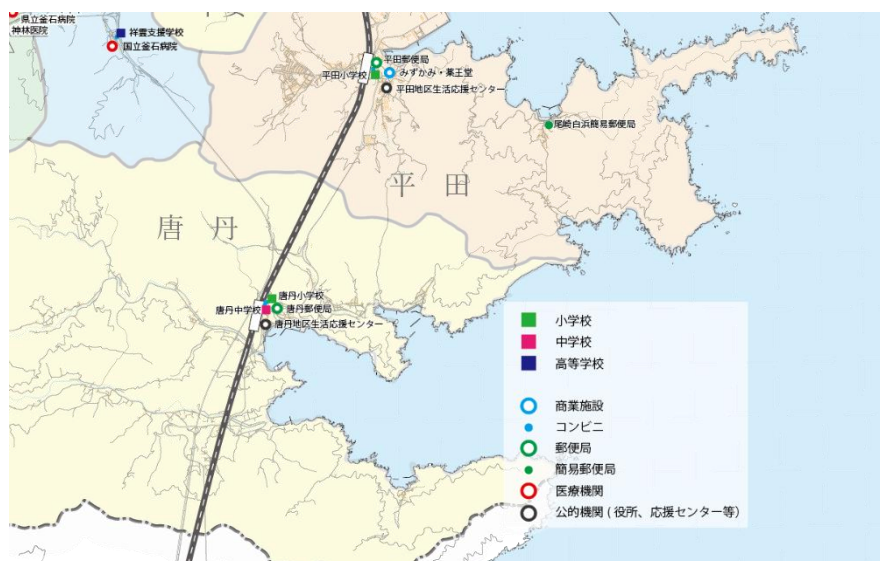 県立釜石病院
神林医院
祥雲支援学校
国立釜石病院
平田郵便局
平田小学校
みずかみ・薬王堂
平田地区生活応援センター
尾崎白浜簡易郵便局
平田
唐丹
唐丹小学校
唐丹中学校
唐丹郵便局
唐丹地区生活応援センター
小学校
中学校
高等学校
商業施設
コンビニ
郵便局
簡易郵便局
医療機関
公的機関 ( 役所、応援センター等)